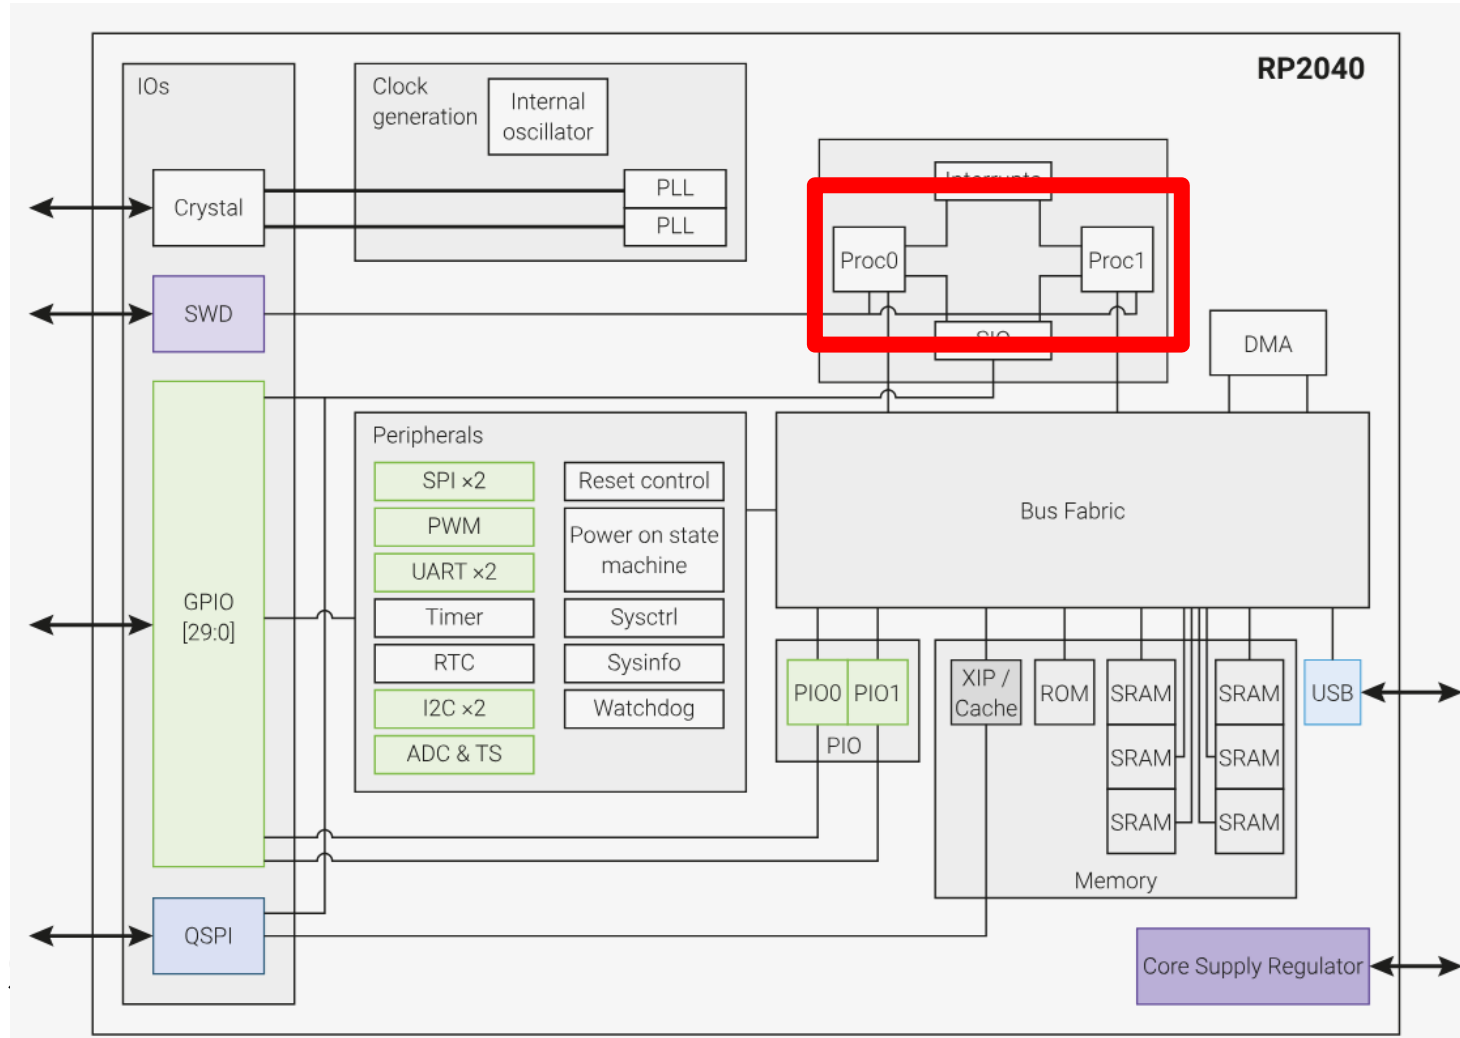 RP2040
IOs
Clock
generation
Internal
oscillator
PLL
PLL
Crystal
SWD
GPIO
[29:0]
QSPI
Interrupts
Proc0
Proc1
SIO
DMA
Peripherals
SPI ×2
PWM
UART ×2
Timer
RTC
I2C ×2
ADC & TS
Reset control
Power on state
machine
Sysctrl
Sysinfo
Watchdog
Bus Fabric
PIO0
PIO1
PIO
XIP /
Cache
ROM
SRAM
SRAM
SRAM
SRAM
SRAM
SRAM
Memory
USB
Core Supply Regulator